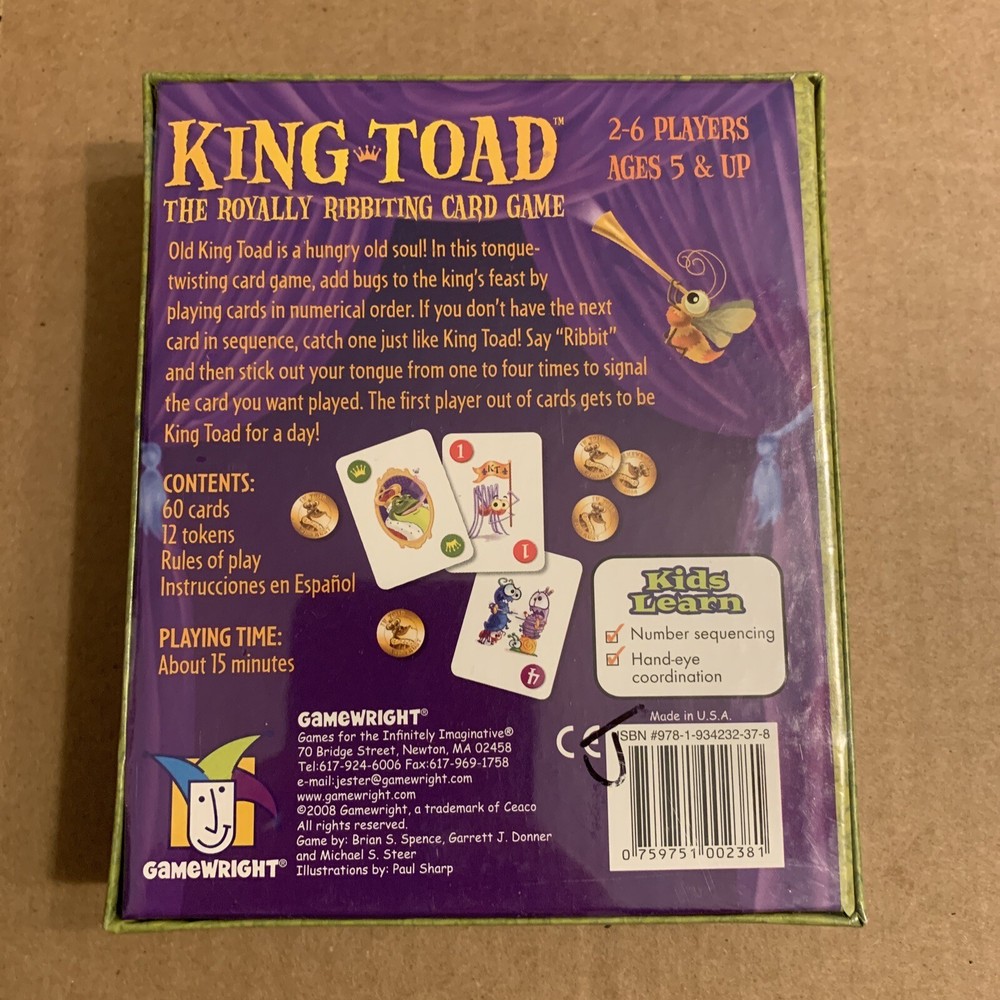 KING TOAD™
THE ROYALLY RIBBITING CARD GAME
2-6 PLAYERS
AGES 5 & UP
Old King Toad is a hungry old soul! In this tongue-
twisting card game, add bugs to the king's feast by
playing cards in numerical order. If you don't have the next
card in sequence, catch one just like King Toad! Say "Ribbit"
and then stick out your tongue from one to four times to signal
the card you want played. The first player out of cards gets to be
King Toad for a day!
CONTENTS:
60 cards
12 tokens
Rules of play
Instrucciones en Español
PLAYING TIME:
About 15 minutes
1
KT
1
4
Kids
Learn
Number sequencing
Hand-eye
coordination
GAMEWRIGHT®
Games for the Infinitely Imaginative®
70 Bridge Street, Newton, MA 02458
Tel:617-924-6006 Fax:617-969-1758
e-mail:jester@gamewright.com
www.gamewright.com
©2008 Gamewright, a trademark of Ceaco
All rights reserved.
Game by: Brian S. Spence, Garrett J. Donner
and Michael S. Steer
Illustrations by: Paul Sharp
GAMEWRIGHT®
CE
Made in U.S.A.
ISBN #978-1-934232-37-8
0 759751 002381